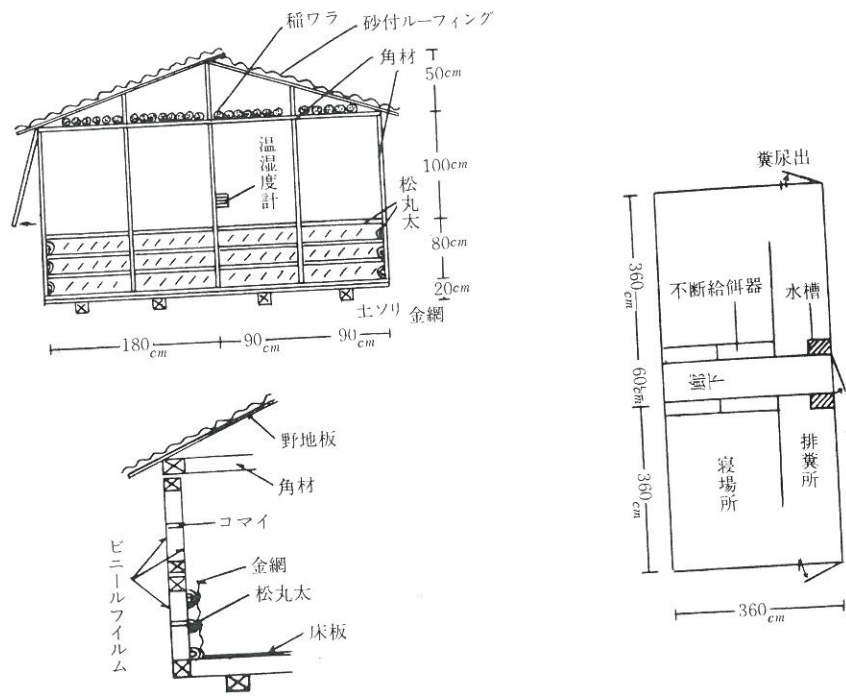 稲ワラ
砂付ルーフィング
角材
50cm
温湿度計
100cm
松丸太
80cm
20cm
土ソリ
金網
180cm
90cm
90cm
野地板
角材
コマイ
ビニールフイルム
金網
松丸太
床板
糞尿出
360cm
不断給餌器
水槽
60cm
廊下
360cm
寝場所
排糞所
360cm